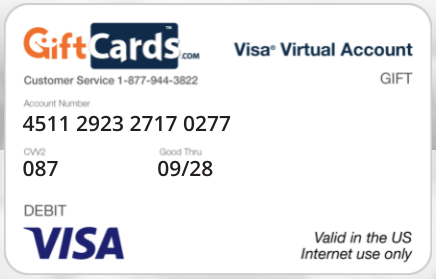 GiftCards.COM™
Visa® Virtual Account
Customer Service 1-877-944-3822
GIFT
Account Number
4511 2923 2717 0277
CVV2 Good Thru
087 09/28
DEBIT
VISA
Valid in the US
Internet use only